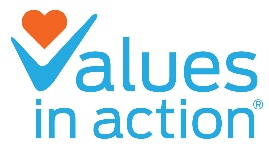 Values
in action®